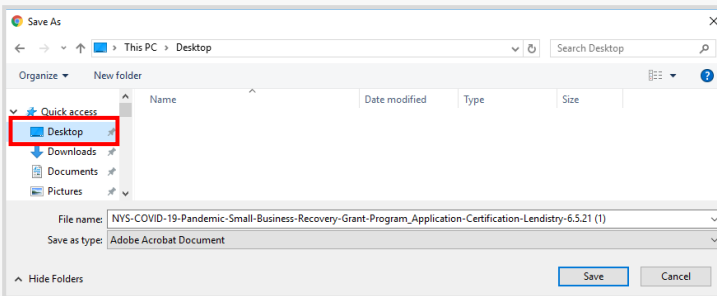 Save As
This PC > Desktop
Search Desktop
Organize
New folder
Name
Date modified
Type
Size
Quick access
Desktop
Downloads
Documents
Pictures
File name: NYS-COVID-19-Pandemic-Small-Business-Recovery-Grant-Program_Application-Certification-Lendistry-6.5.21 (1)
Save as type: Adobe Acrobat Document
Hide Folders
Save
Cancel